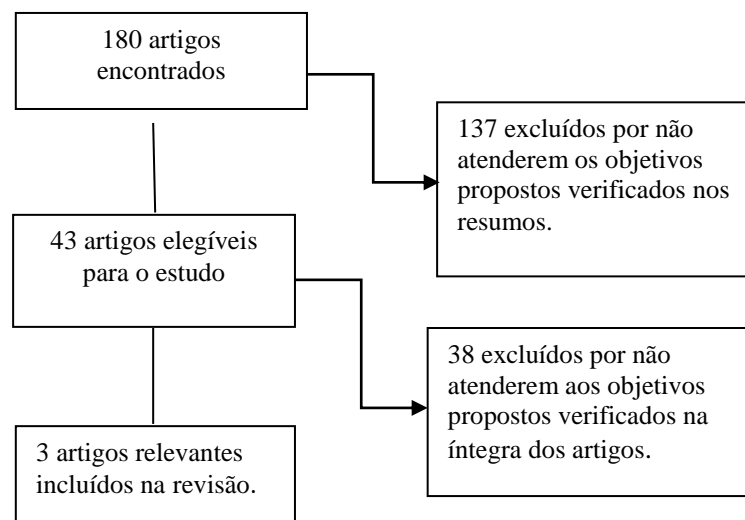 180 artigos
encontrados
137 excluídos por não
atenderem os objetivos
propostos verificados nos
resumos.
43 artigos elegíveis
para o estudo
38 excluídos por não
atenderem aos objetivos
propostos verificados na
íntegra dos artigos.
3 artigos relevantes
incluídos na revisão.